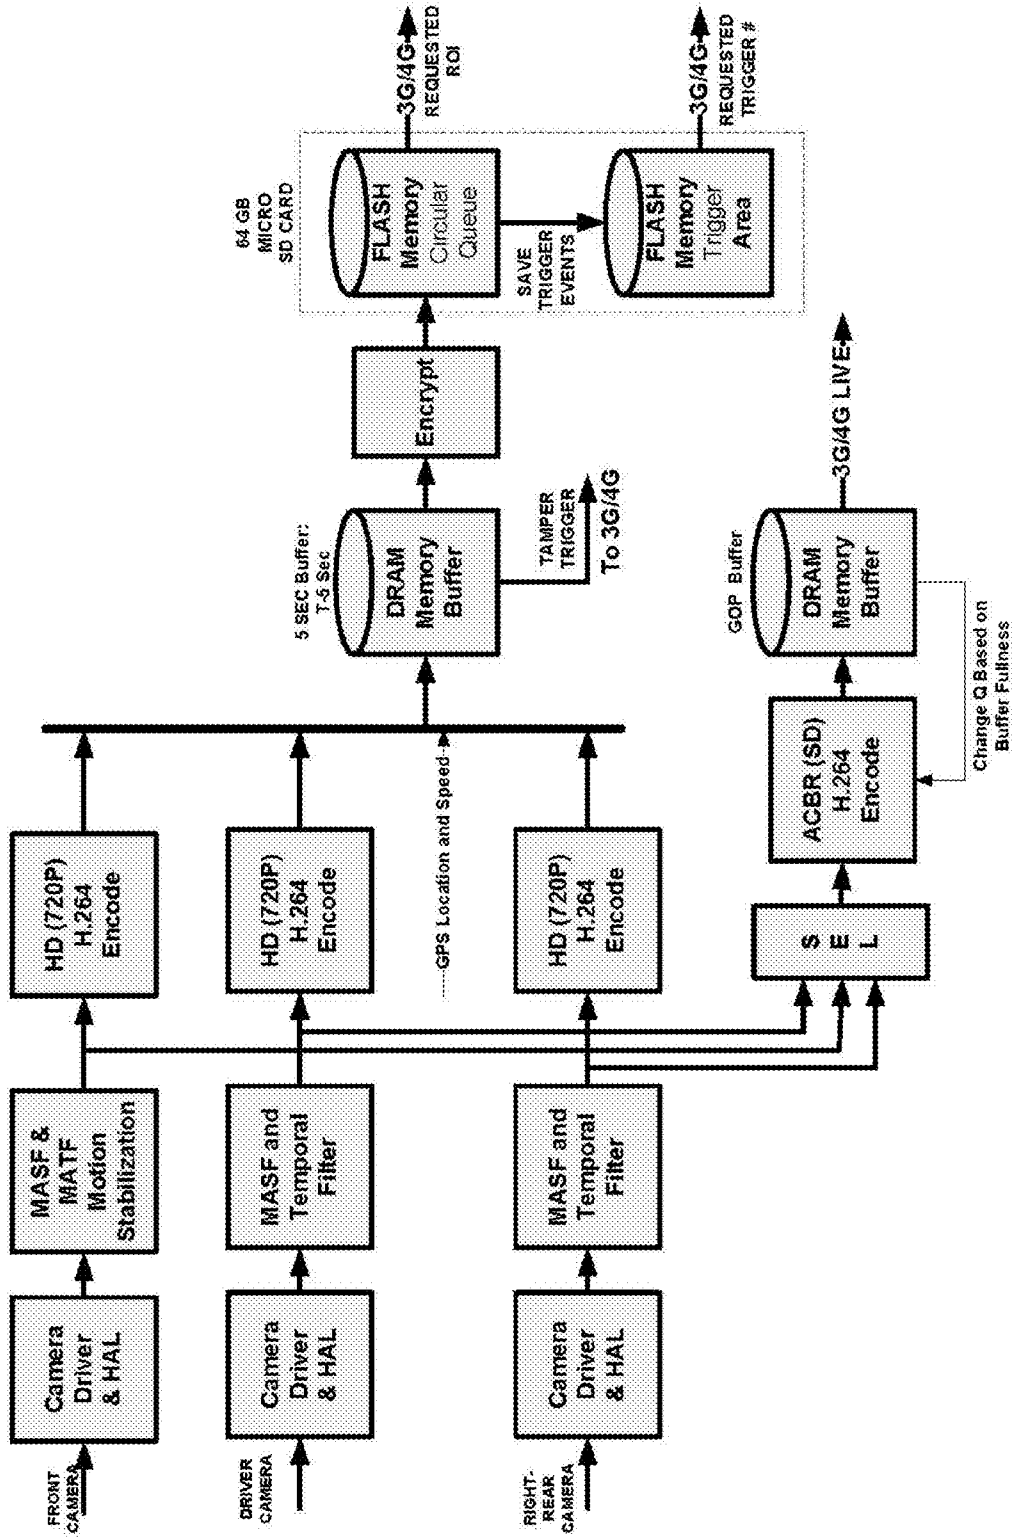 FRONT
CAMERA
Camera
Driver
& HAL
MASF &
MATF
Motion
Stabilization
HD (720P)
H.264
Encode
DRIVER
CAMERA
Camera
Driver
& HAL
MASF and
Temporal
Filter
HD (720P)
H.264
Encode
GPS Location and Speed
RIGHT-
REAR
CAMERA
Camera
Driver
& HAL
MASF and
Temporal
Filter
HD (720P)
H.264
Encode
5 SEC Buffer:
T-5 Sec
DRAM
Memory
Buffer
TAMPER
TRIGGER
To 3G/4G
Encrypt
64 GB
MICRO
SD CARD
FLASH
Memory
Circular
Queue
3G/4G
REQUESTED
ROI
SAVE
TRIGGER
EVENTS
FLASH
Memory
Trigger
Area
3G/4G
REQUESTED
TRIGGER #
S
E
L
ACBR (SD)
H.264
Encode
GOP Buffer
DRAM
Memory
Buffer
3G/4G LIVE
Change Q Based on
Buffer Fullness